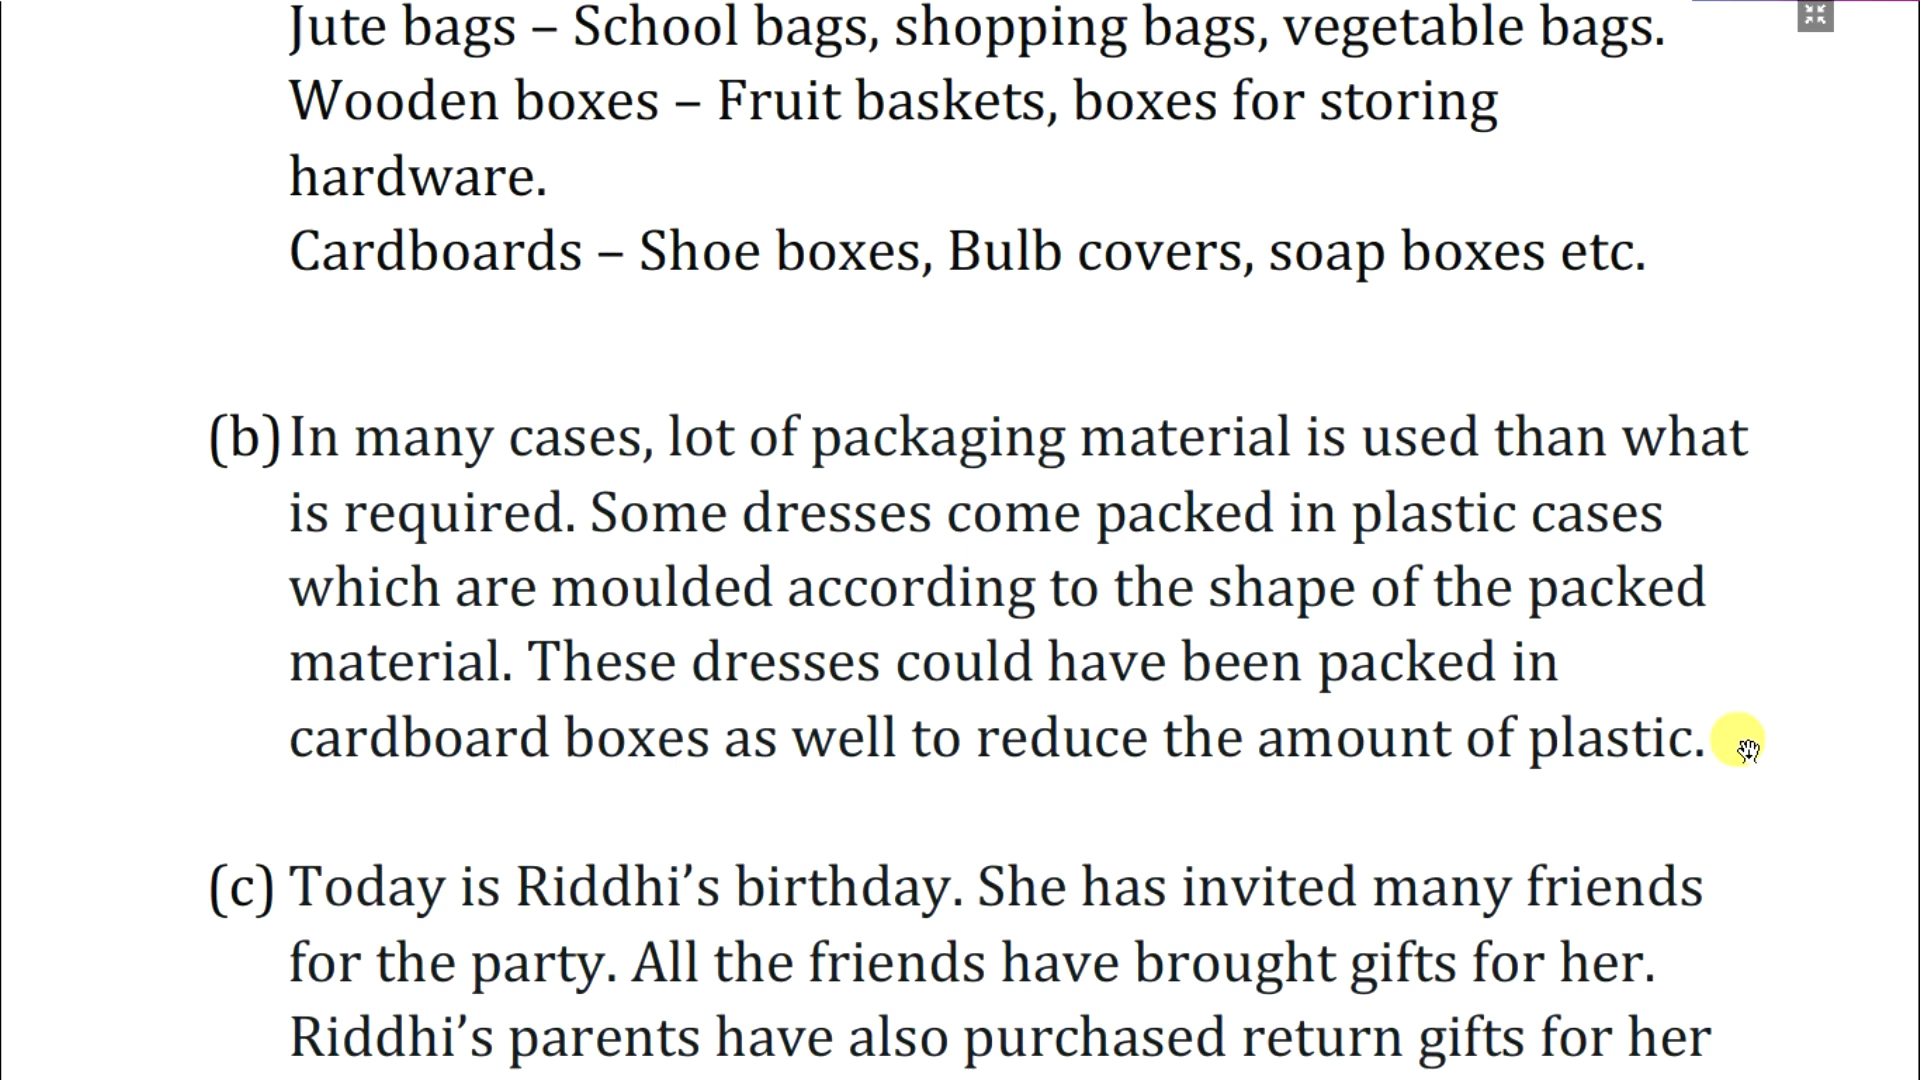 Jute bags – School bags, shopping bags, vegetable bags.
Wooden boxes – Fruit baskets, boxes for storing
hardware.
Cardboards – Shoe boxes, Bulb covers, soap boxes etc.
(b) In many cases, lot of packaging material is used than what
is required. Some dresses come packed in plastic cases
which are moulded according to the shape of the packed
material. These dresses could have been packed in
cardboard boxes as well to reduce the amount of plastic.
(c) Today is Riddhi’s birthday. She has invited many friends
for the party. All the friends have brought gifts for her.
Riddhi’s parents have also purchased return gifts for her